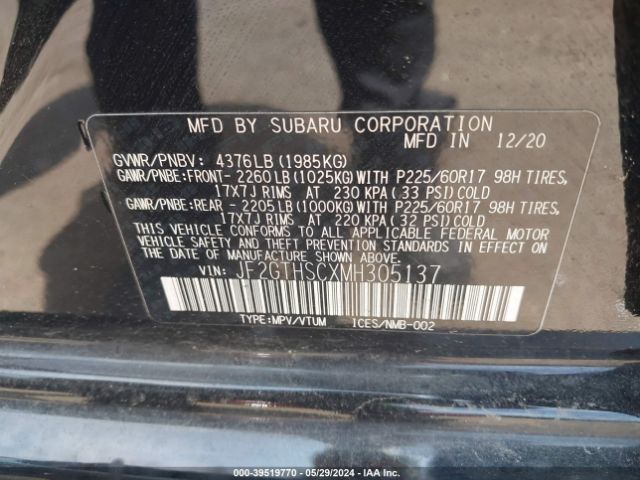 MFD BY SUBARU CORPORATION
MFD IN 12/20
GVWR/PNBV: 4376LB(1985KG)
GAWR/PNBE:FRONT- 2260LB(1025KG)WITH P225/60R17 98H TIRES,
17X7J RIMS AT 230 KPA(33 PSI)COLD
GAWR/PNBE:REAR - 2205LB(1000KG)WITH P225/60R17 98H TIRES,
17X7J RIMS AT 220 KPA(32 PSI)COLD
THIS VEHICLE CONFORMS TO ALL APPLICABLE FEDERAL MOTOR
VEHICLE SAFETY AND THEFT PREVENTION STANDARDS IN EFFECT ON
THE DATE OF MANUFACTURE SHOWN ABOVE.
VIN: JF2GTHSCXMH305137
TYPE:MPV/VTUM ICES/NMB-002
000-39519770 - 05/29/2024 - IAA Inc.